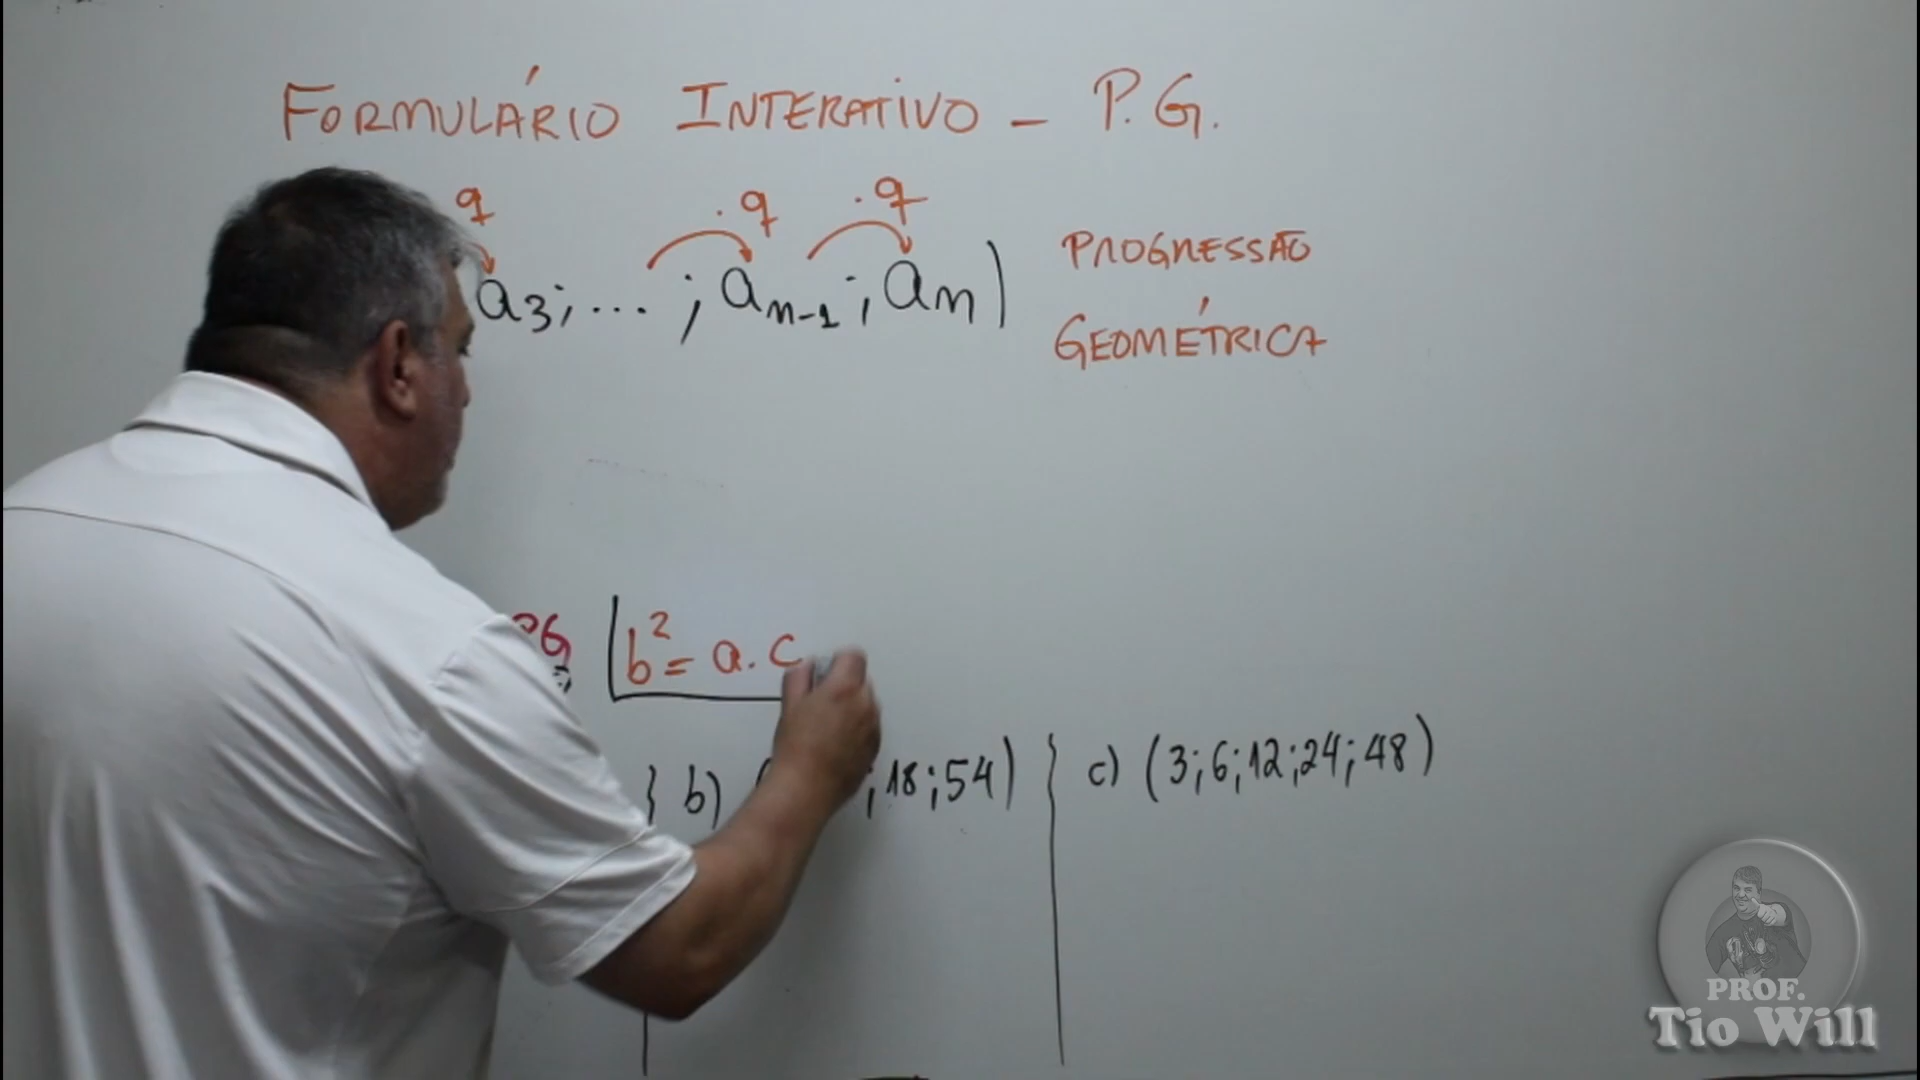 FORMULÁRIO INTERATIVO - P.G.
q .q .q
a3; ... ; an-1; an)
PROGRESSÃO
GEOMÉTRICA
PG b² = a.c
b) ;18;54) c) (3;6;12;24;48)
PROF.
Tio Will